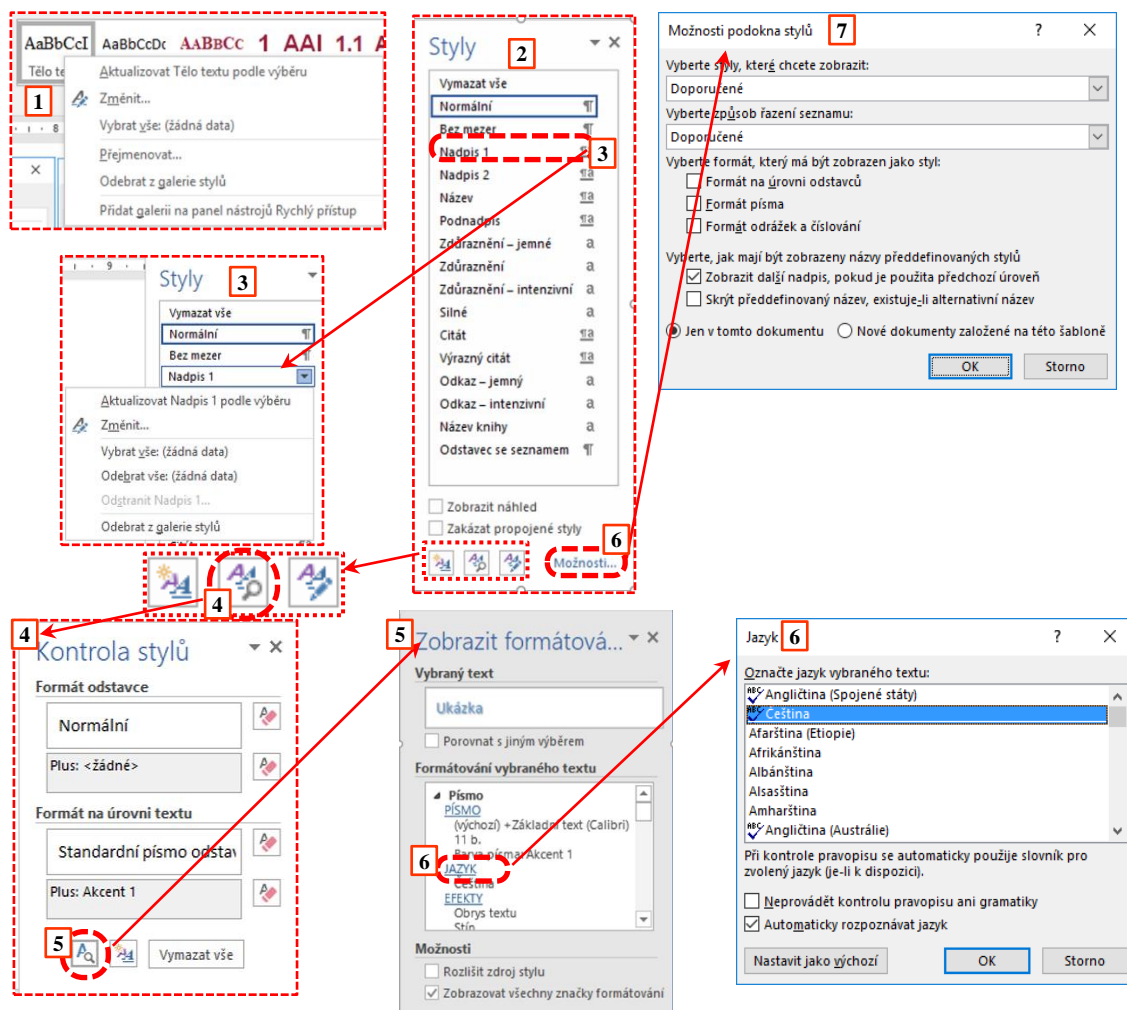 AaBbCcI AaBbCcDc AaBbCc 1 AAI 1.1 A
Tělo te
1
Aktualizovat Tělo textu podle výběru
Změnit...
Vybrat vše: (žádná data)
Přejmenovat...
Odebrat z galerie stylů
Přidat galerii na panel nástrojů Rychlý přístup
8
Styly
2
Vymazat vše
Normální
Bez mezer
Nadpis 1
3
Nadpis 2
Název
Podnadpis
Zdůraznění – jemné
Zdůraznění
Zdůraznění – intenzivní
Silné
Citát
Výrazný citát
Odkaz – jemný
Odkaz – intenzivní
Název knihy
Odstavec se seznamem
Zobrazit náhled
Zakázat propojené styly
6
Možnosti...
Možnosti podokna stylů
7
Vyberte styly, které chcete zobrazit:
Doporučené
Vyberte způsob řazení seznamu:
Doporučené
Vyberte formát, který má být zobrazen jako styl:
Formát na úrovni odstavců
Formát písma
Formát odrážek a číslování
Vyberte, jak mají být zobrazeny názvy předdefinovaných stylů
Zobrazit další nadpis, pokud je použita předchozí úroveň
Skrýt předdefinovaný název, existuje-li alternativní název
Jen v tomto dokumentu
Nové dokumenty založené na této šabloně
OK
Storno
9
Styly
3
Vymazat vše
Normální
Bez mezer
Nadpis 1
Aktualizovat Nadpis 1 podle výběru
Změnit...
Vybrat vše: (žádná data)
Odebrat vše: (žádná data)
Odstranit Nadpis 1...
Odebrat z galerie stylů
4
4
Kontrola stylů
Formát odstavce
Normální
Plus: <žádné>
Formát na úrovni textu
Standardní písmo odstav
Plus: Akcent 1
5
Vymazat vše
5
Zobrazit formátová...
Vybraný text
Ukázka
Porovnat s jiným výběrem
Formátování vybraného textu
Písmo
PÍSMO
(výchozí) +Základní text (Calibri)
11 b.
Barva písma: Akcent 1
6
JAZYK
Čeština
EFEKTY
Obrys textu
Stín
Možnosti
Rozlišit zdroj stylu
Zobrazovat všechny značky formátování
Jazyk
6
Označte jazyk vybraného textu:
Angličtina (Spojené státy)
Čeština
Afarština (Etiopie)
Afrikánština
Albánština
Alsasština
Amharština
Angličtina (Austrálie)
Při kontrole pravopisu se automaticky použije slovník pro
zvolený jazyk (je-li k dispozici).
Neprovádět kontrolu pravopisu ani gramatiky
Automaticky rozpoznávat jazyk
Nastavit jako výchozí
OK
Storno